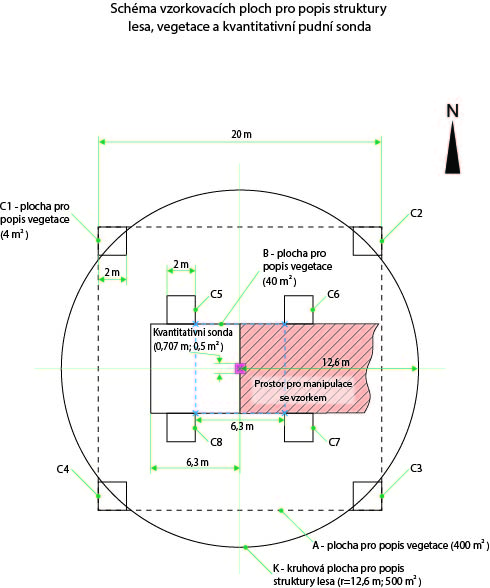 Schéma vzorkovacích ploch pro popis struktury
lesa, vegetace a kvantitativní pudní sonda
N
20 m
C1 - plocha pro
popis vegetace
(4 m²)
C2
2 m
B - plocha pro
popis vegetace
(40 m²)
2 m
C5
C6
Kvantitativni sonda
(0,707 m; 0,5 m²)
12,6 m
Prostor pro manipulace
se vzorkem
6,3 m
C8
C7
6,3 m
C4
C3
A - plocha pro popis vegetace (400 m²)
K - kruhová plocha pro popis
struktury lesa (r=12,6 m; 500 m²)